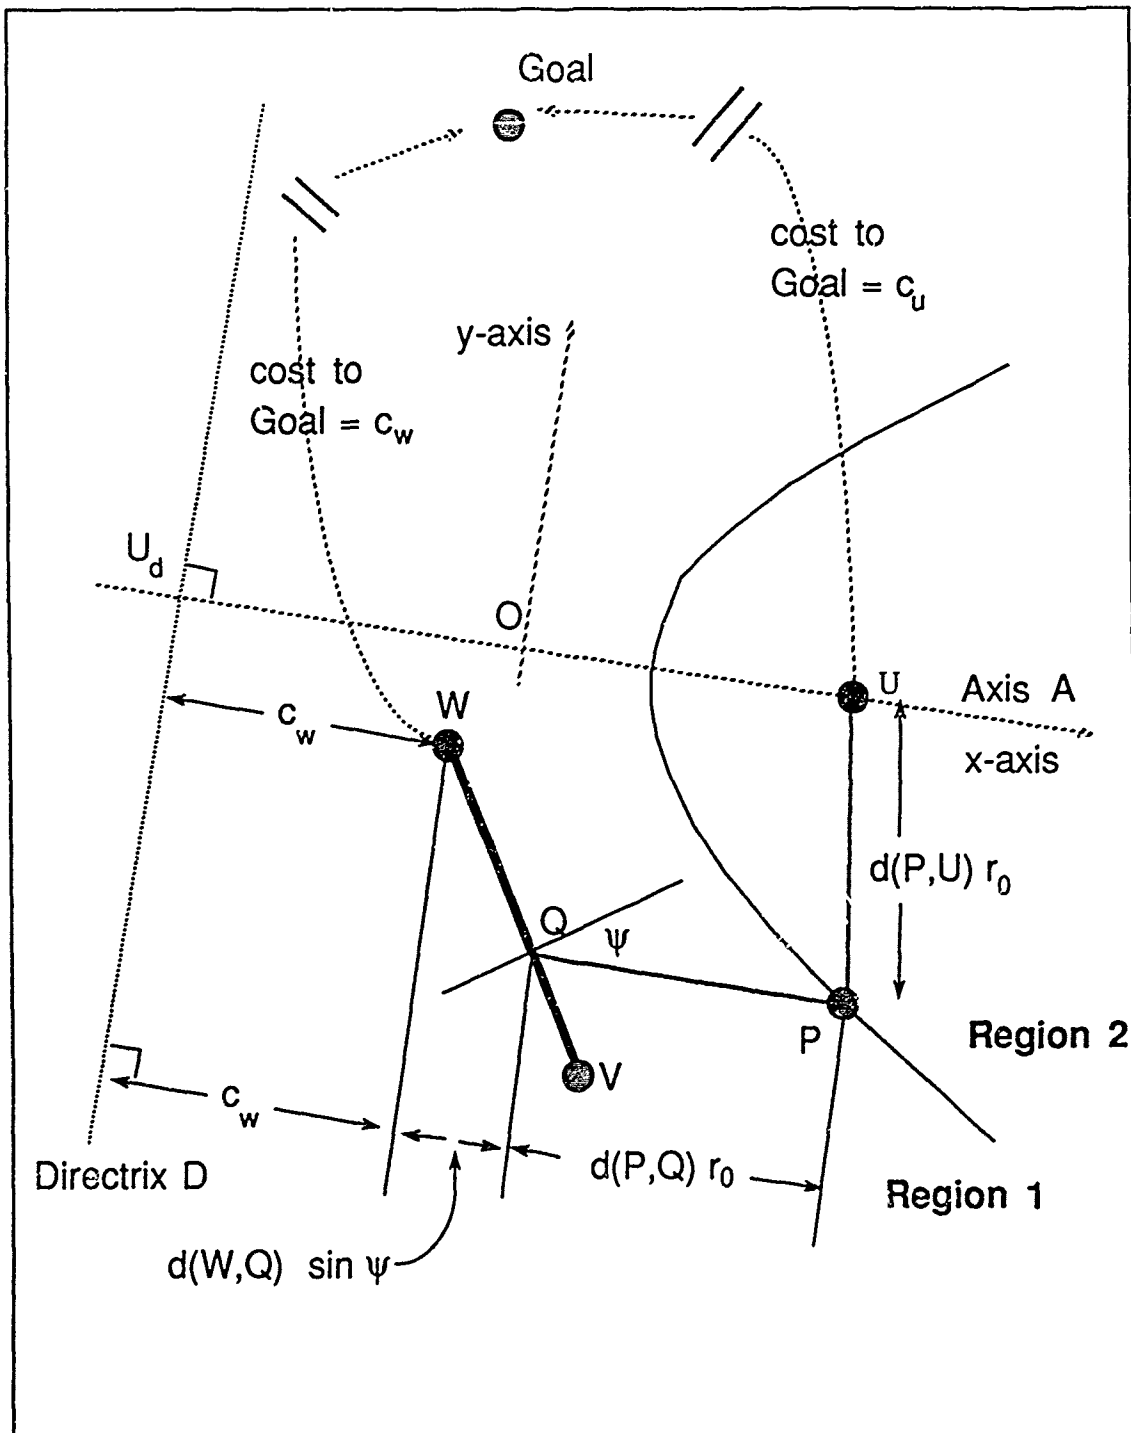 Goal
cost to
Goal = c_u
y-axis
cost to
Goal = c_w
U_d
O
U
Axis A
W
c_w
x-axis
d(P,U) r_0
Q
ψ
P
Region 2
V
c_w
Directrix D
d(P,Q) r_0
Region 1
d(W,Q) sin ψ